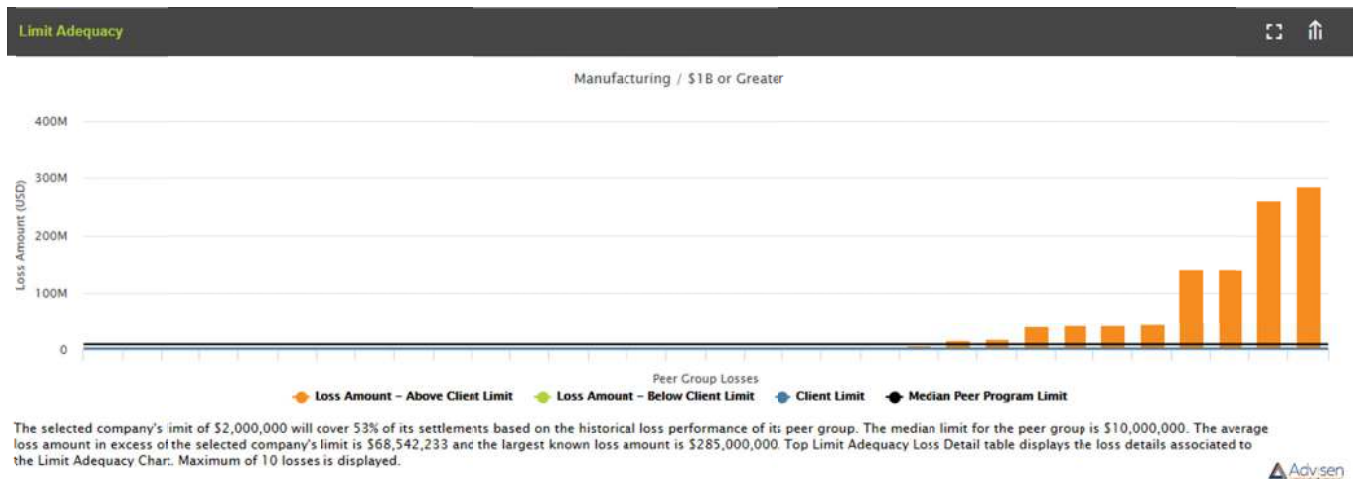 Limit Adequacy
Manufacturing / $1B or Greater
400M
300M
200M
100M
0
Loss Amount (USD)
Peer Group Losses
Loss Amount – Above Client Limit
Loss Amount – Below Client Limit
Client Limit
Median Peer Program Limit
The selected company's limit of $2,000,000 will cover 53% of its settlements based on the historical loss performance of its peer group. The median limit for the peer group is $10,000,000. The average
loss amount in excess of the selected company's limit is $68,542,233 and the largest known loss amount is $285,000,000. Top Limit Adequacy Loss Detail table displays the loss details associated to
the Limit Adequacy Chart. Maximum of 10 losses is displayed.
Advisen